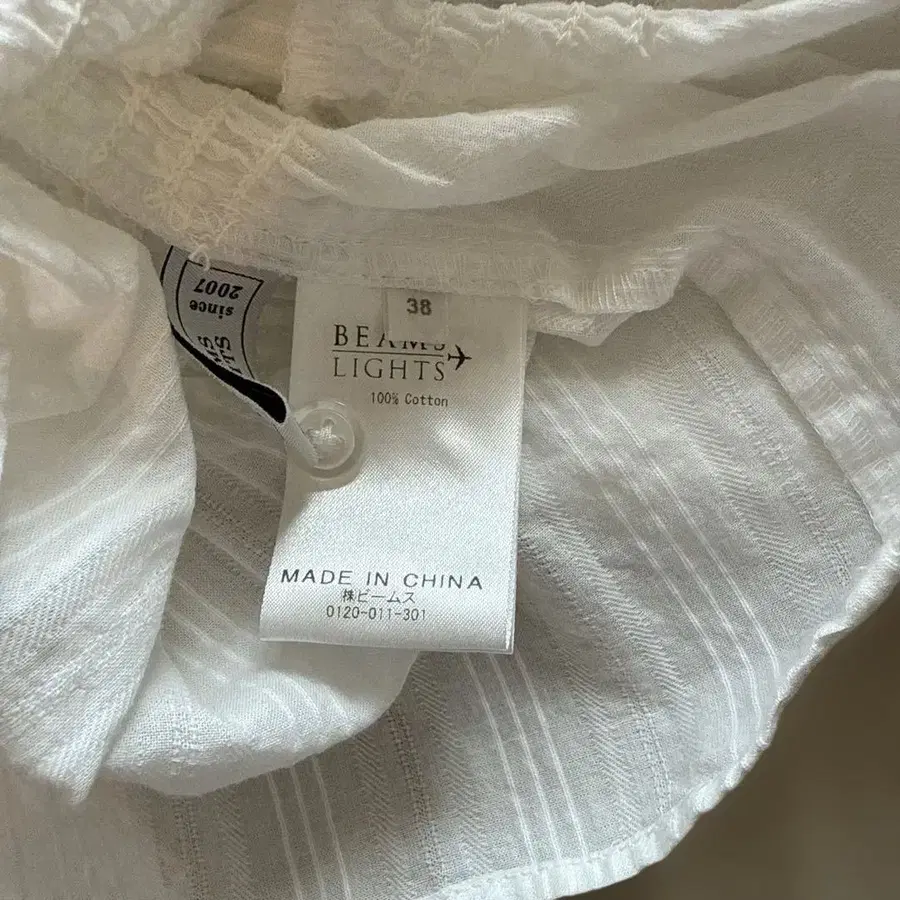 38
BEAMS
LIGHTS
100% Cotton
MADE IN CHINA
㈱ビームス
0120-011-301
since
2007